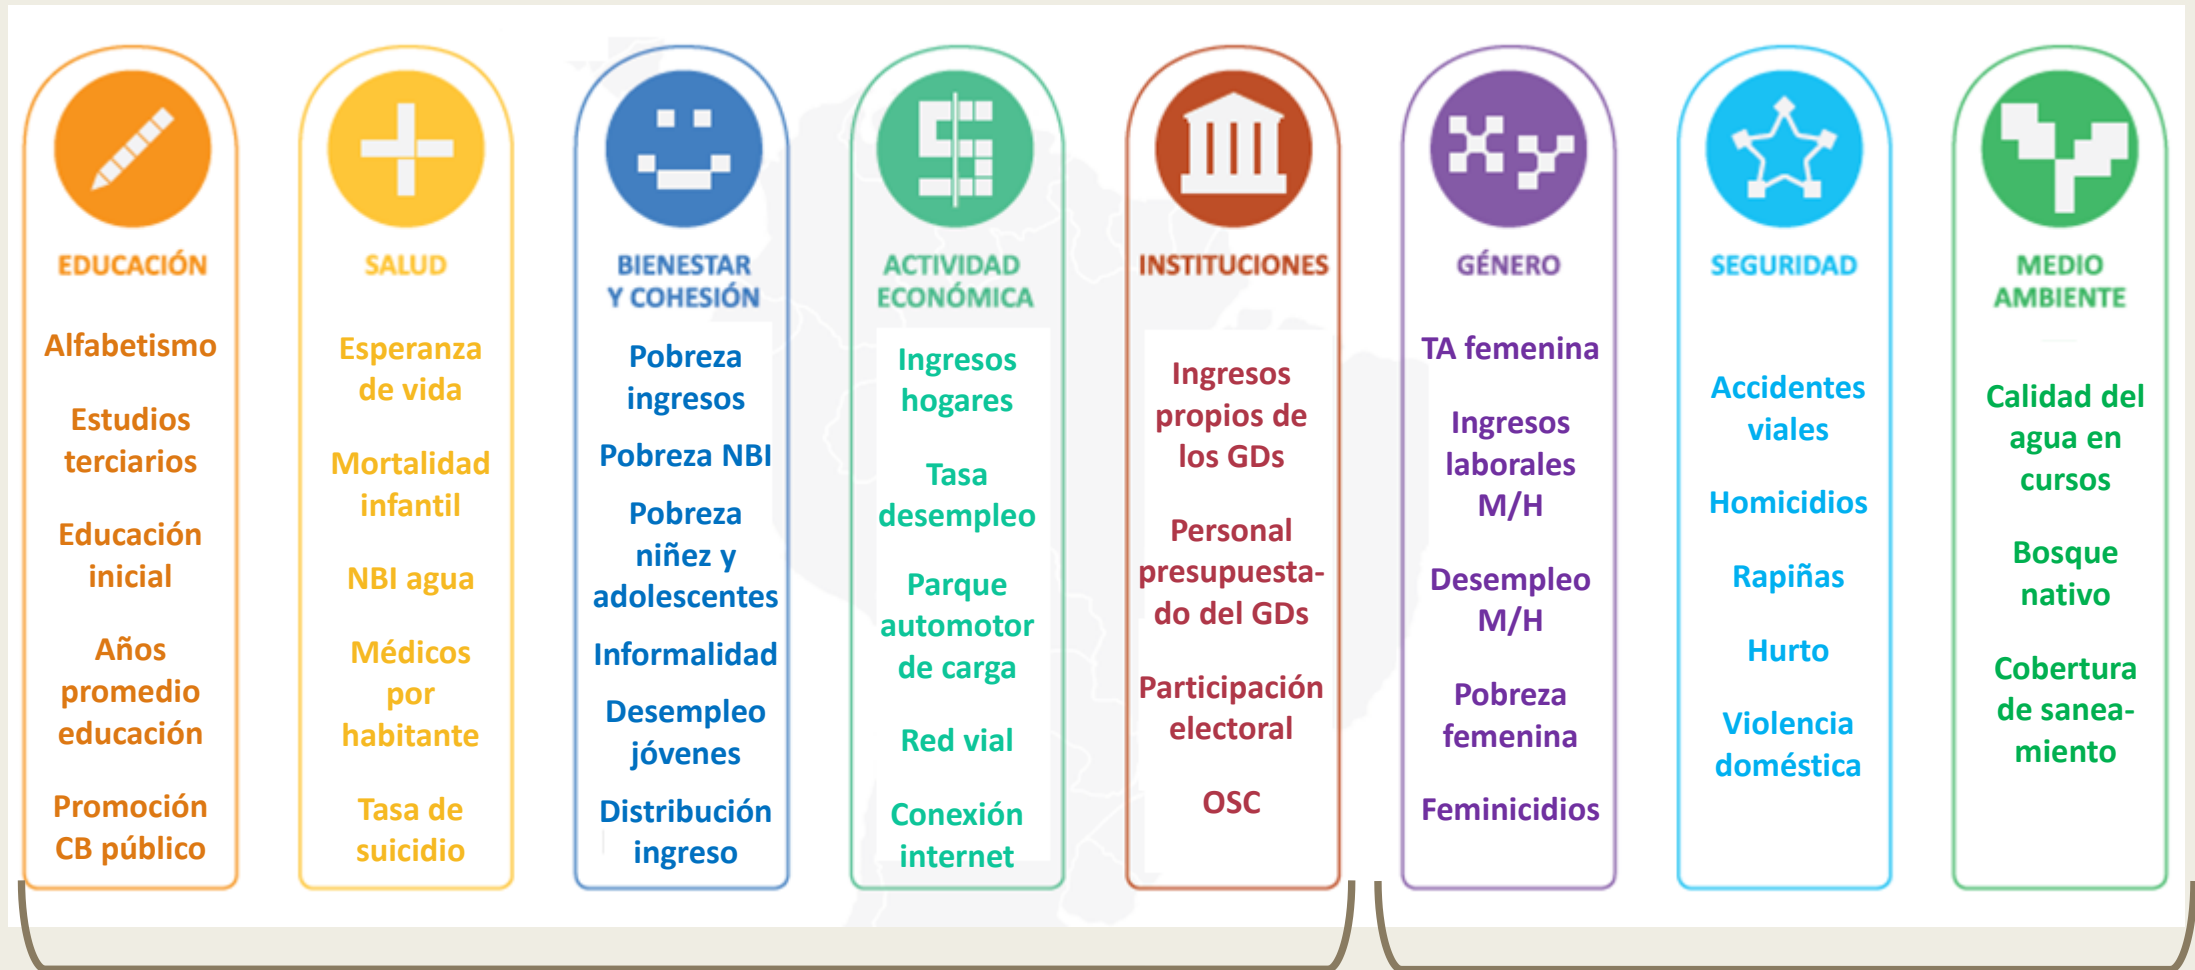 EDUCACIÓN
Alfabetismo
Estudios
terciarios
Educación
inicial
Años
promedio
educación
Promoción
CB público
SALUD
Esperanza
de vida
Mortalidad
infantil
NBI agua
Médicos
por
habitante
Tasa de
suicidio
BIENESTAR
Y COHESIÓN
Pobreza
ingresos
Pobreza NBI
Pobreza
niñez y
adolescentes
Informalidad
Desempleo
jóvenes
Distribución
ingreso
ACTIVIDAD
ECONÓMICA
Ingresos
hogares
Tasa
desempleo
Parque
automotor
de carga
Red vial
Conexión
internet
INSTITUCIONES
Ingresos
propios de
los GDs
Personal
presupuesta-
do del GDs
Participación
electoral
OSC
GÉNERO
TA femenina
Ingresos
laborales
M/H
Desempleo
M/H
Pobreza
femenina
Feminicidios
SEGURIDAD
Accidentes
viales
Homicidios
Rapiñas
Hurto
Violencia
doméstica
MEDIO
AMBIENTE
Calidad del
agua en
cursos
Bosque
nativo
Cobertura
de sanea-
miento